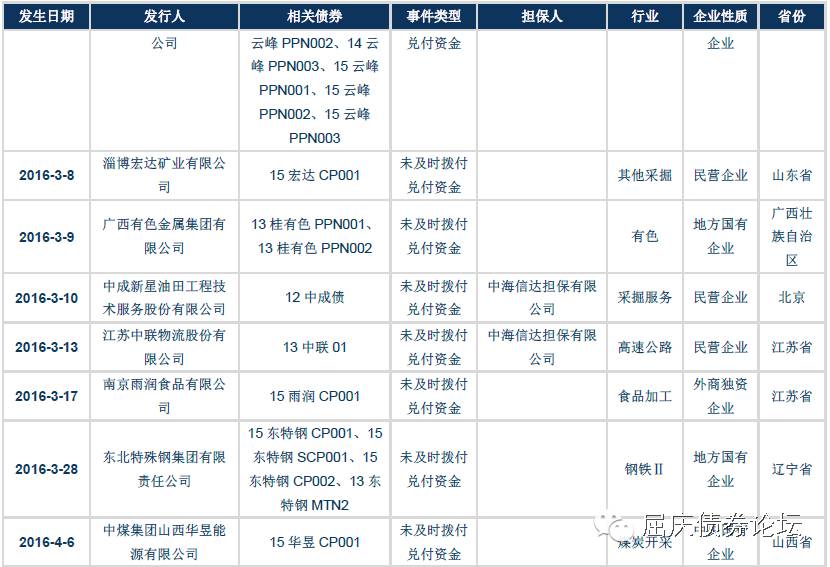 发生日期 发行人 相关债券 事件类型 担保人 行业 企业性质 省份
公司
云峰 PPN002、14 云
峰 PPN003、15 云峰
PPN001、15 云峰
PPN002、15 云峰
PPN003
兑付资金
企业
2016-3-8
淄博宏达矿业有限公
司
15 宏达 CP001
未及时拨付
兑付资金
其他采掘
民营企业
山东省
2016-3-9
广西有色金属集团有
限公司
13 桂有色 PPN001、
13 桂有色 PPN002
未及时拨付
兑付资金
有色
地方国有
企业
广西壮
族自治
区
2016-3-10
中成新星油田工程技
术服务股份有限公司
12 中成债
未及时拨付
兑付资金
中海信达担保有限
公司
采掘服务
民营企业
北京
2016-3-13
江苏中联物流股份有
限公司
13 中联 01
未及时拨付
兑付资金
中海信达担保有限
公司
高速公路
民营企业
江苏省
2016-3-17
南京雨润食品有限公
司
15 雨润 CP001
未及时拨付
兑付资金
食品加工
外商独资
企业
江苏省
2016-3-28
东北特殊钢集团有限
责任公司
15 东特钢 CP001、15
东特钢 SCP001、15
东特钢 CP002、13 东
特钢 MTN2
未及时拨付
兑付资金
钢铁Ⅱ
地方国有
企业
辽宁省
2016-4-6
中煤集团山西华昱能
源有限公司
15 华昱 CP001
未及时拨付
兑付资金
煤炭开采
企业
山西省
屈庆债券论坛